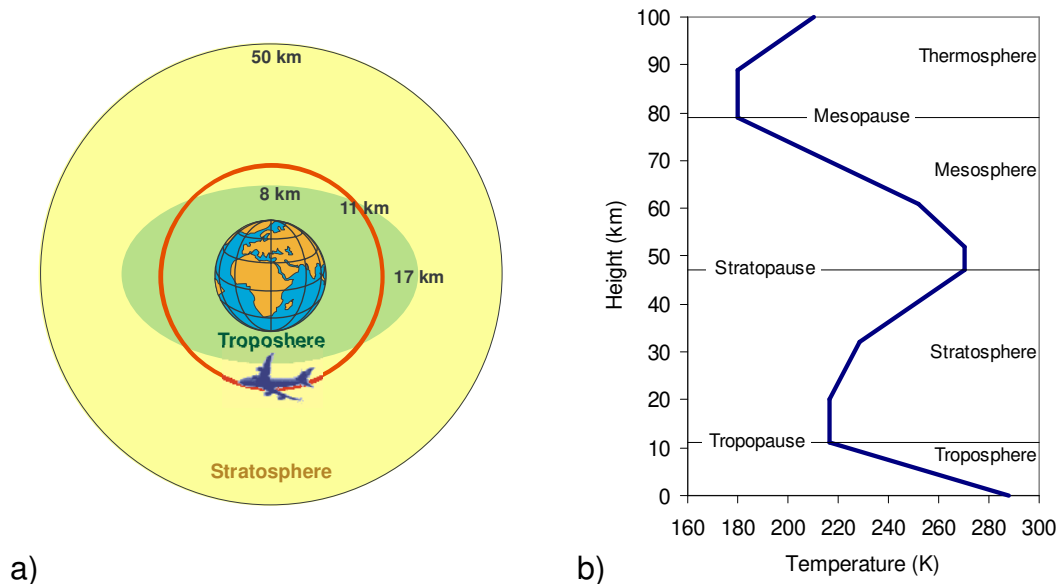 50 km
8 km
11 km
17 km
Troposhere
Stratosphere
a)
100
90
80
70
60
50
40
30
20
10
0
Height (km)
Thermosphere
Mesopause
Mesosphere
Stratopause
Stratosphere
Tropopause
Troposphere
160 180 200 220 240 260 280 300
Temperature (K)
b)